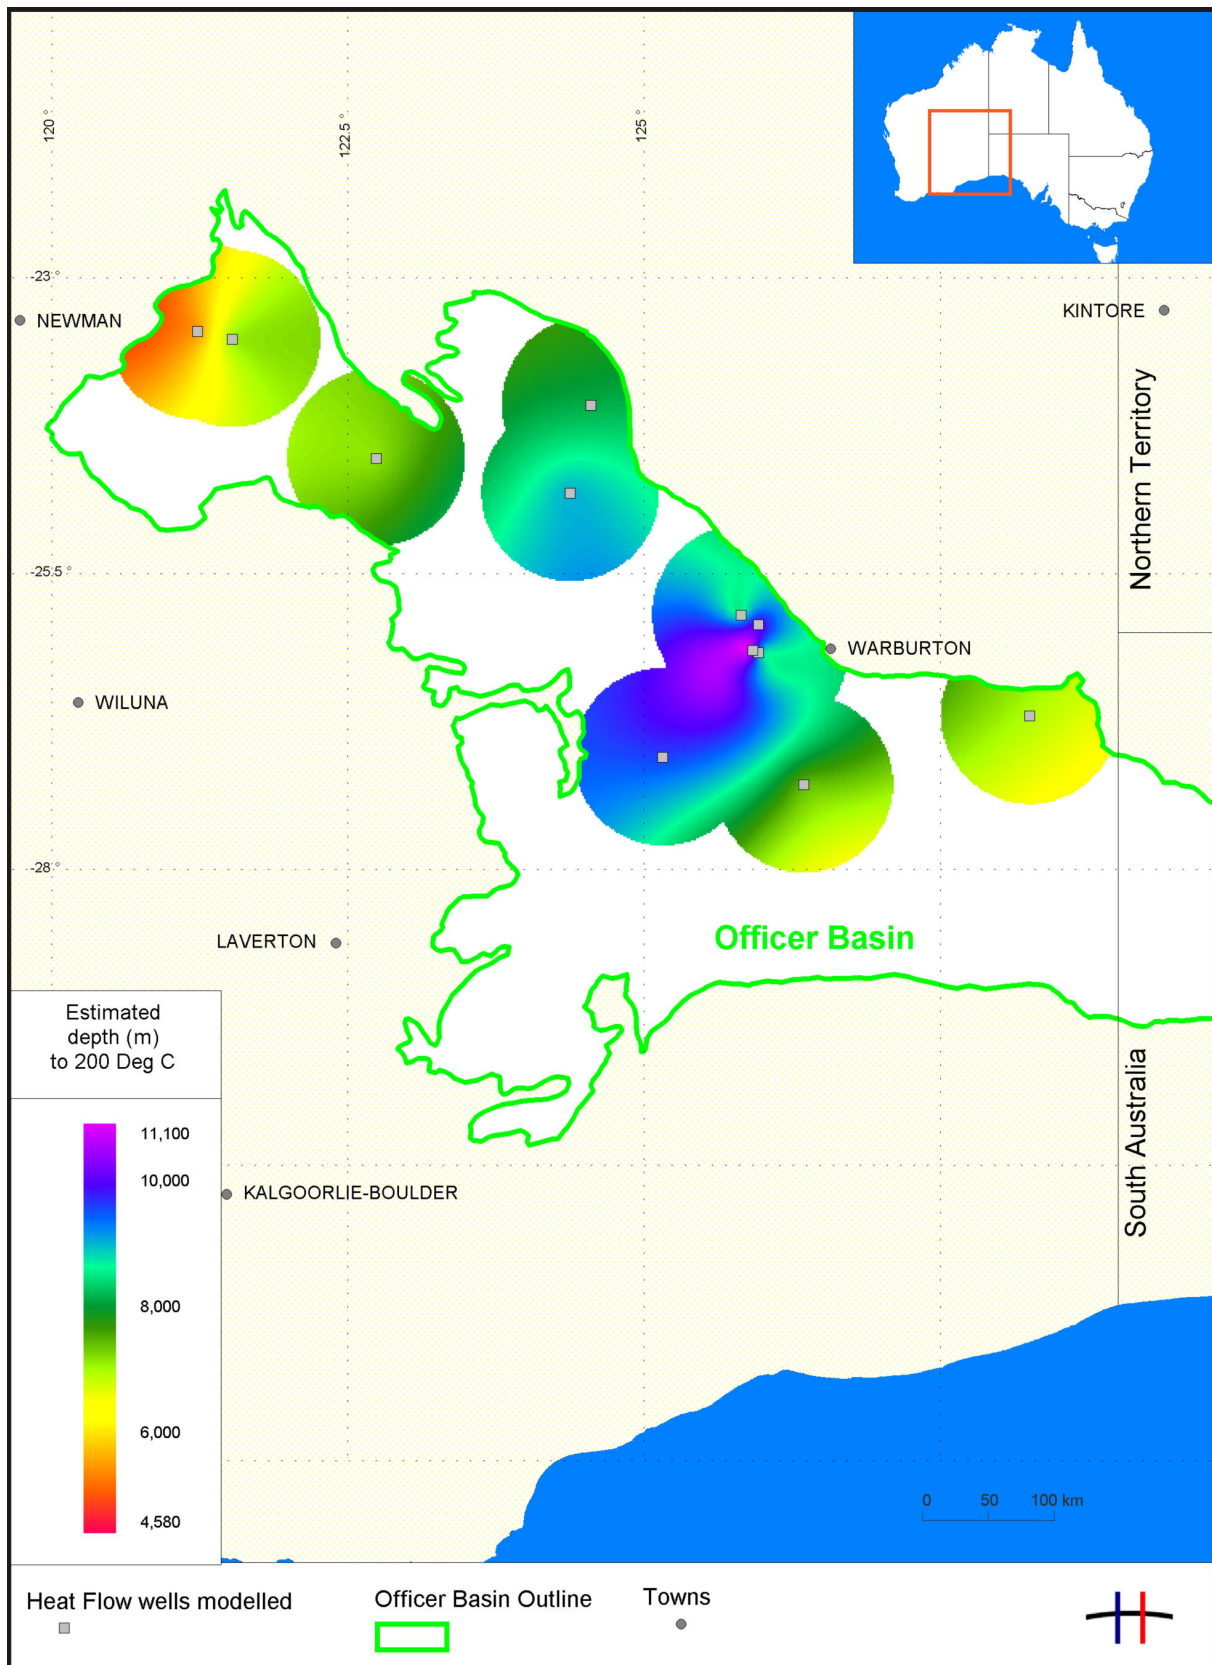 120 °
122.5 °
125 °
-23 °
NEWMAN
KINTORE
Northern Territory
-25.5 °
WARBURTON
WILUNA
-28 °
Officer Basin
LAVERTON
Estimated
depth (m)
to 200 Deg C
South Australia
11,100
10,000
8,000
6,000
4,580
KALGOORLIE-BOULDER
0 50 100 km
Heat Flow wells modelled
Officer Basin Outline
Towns